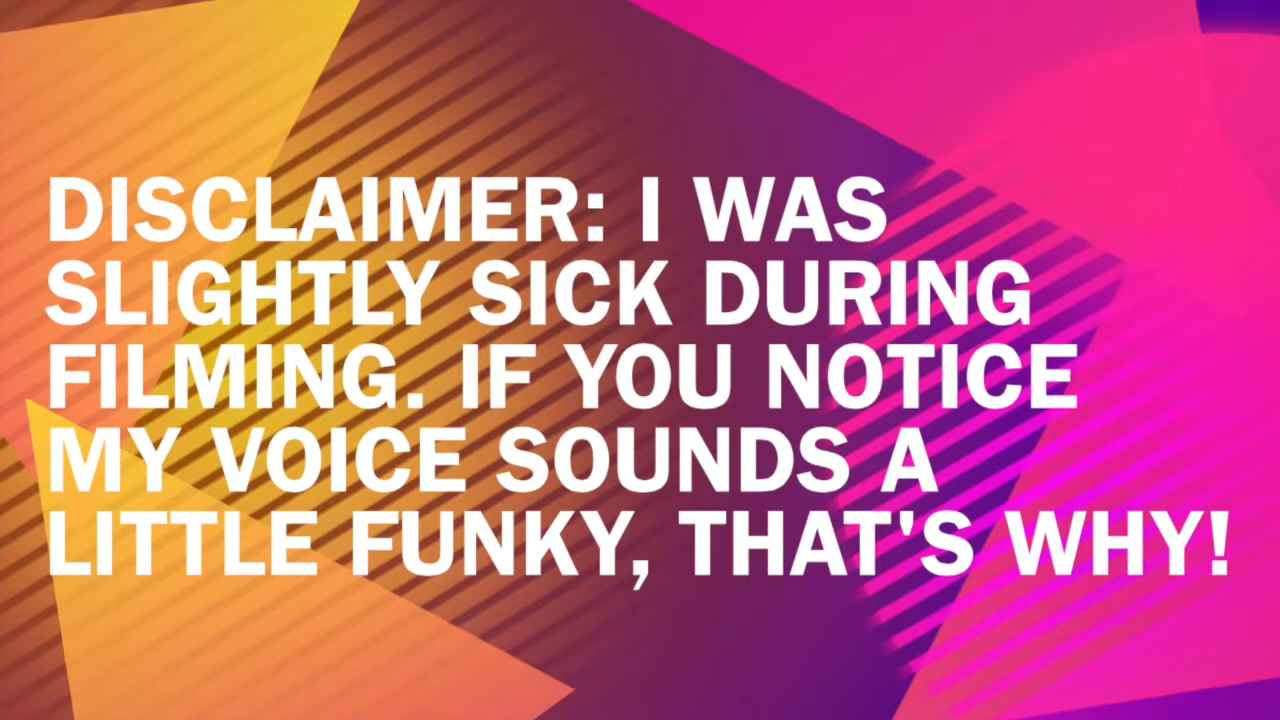 DISCLAIMER: I WAS
SLIGHTLY SICK DURING
FILMING. IF YOU NOTICE
MY VOICE SOUNDS A
LITTLE FUNKY, THAT'S WHY!